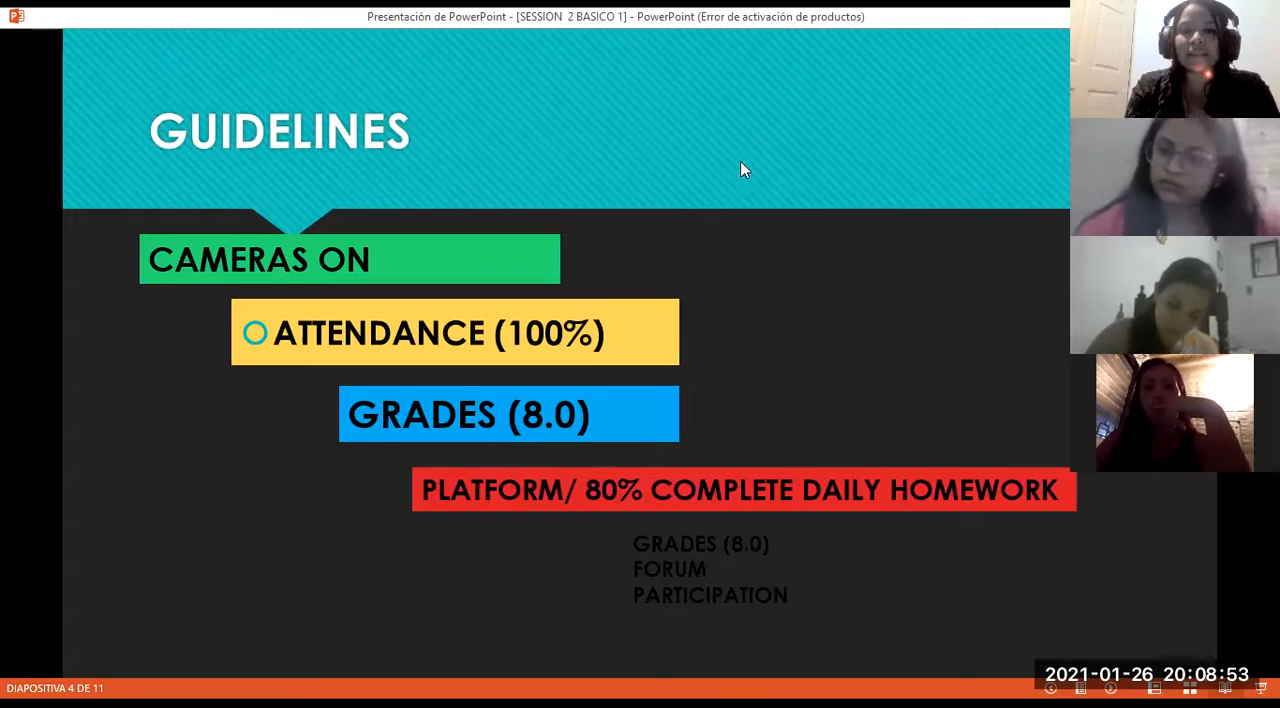 Presentación de PowerPoint - [SESSION  2 BASICO 1] - PowerPoint (Error de activación de productos)
GUIDELINES
CAMERAS ON
ATTENDANCE (100%)
GRADES (8.0)
PLATFORM/ 80% COMPLETE DAILY HOMEWORK
GRADES (8.0)
FORUM
PARTICIPATION
2021-01-26 20:08:53
DIAPOSITIVA 4 DE 11